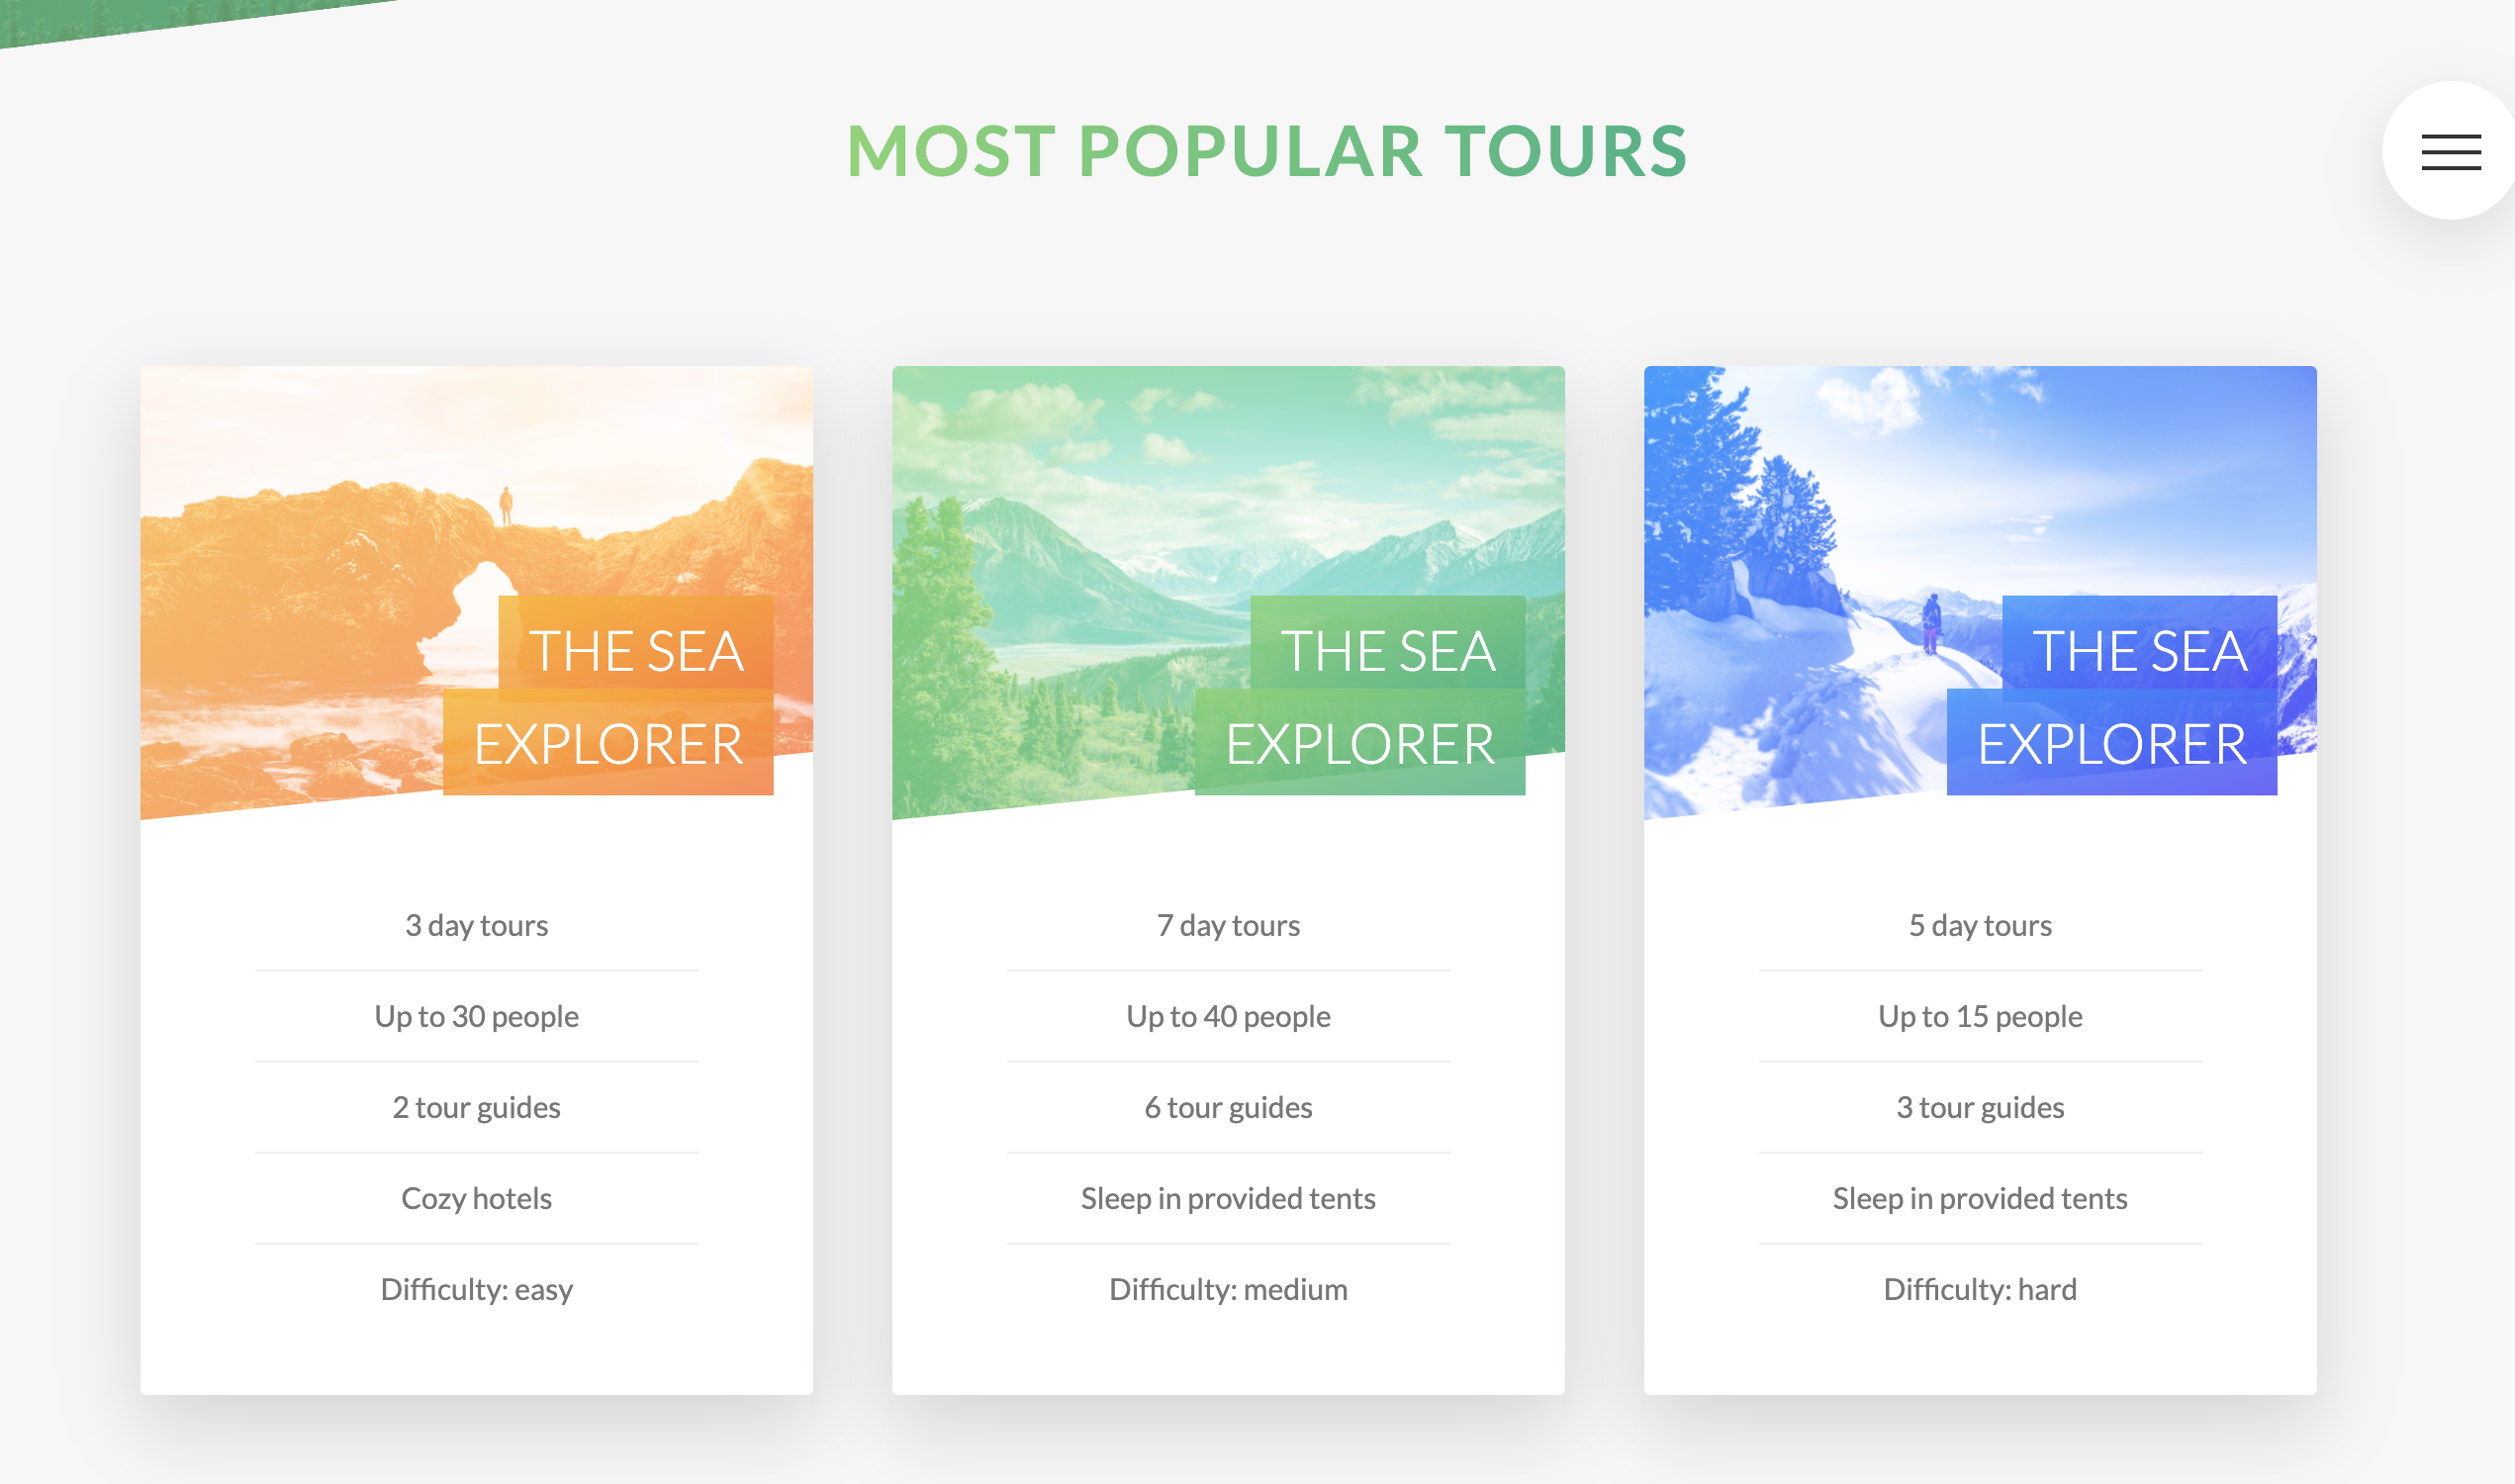 MOST POPULAR TOURS
THE SEA
EXPLORER
3 day tours
Up to 30 people
2 tour guides
Cozy hotels
Difficulty: easy
THE SEA
EXPLORER
7 day tours
Up to 40 people
6 tour guides
Sleep in provided tents
Difficulty: medium
THE SEA
EXPLORER
5 day tours
Up to 15 people
3 tour guides
Sleep in provided tents
Difficulty: hard